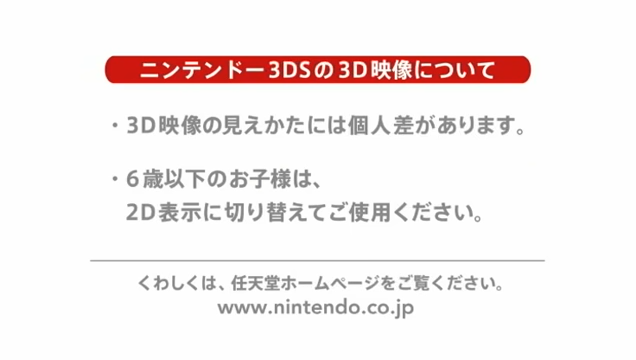 ニンテンドー3DSの3D映像について
・3D映像の見えかたには個人差があります。
・6歳以下のお子様は、
2D表示に切り替えてご使用ください。
くわしくは、任天堂ホームページをご覧ください。
www.nintendo.co.jp